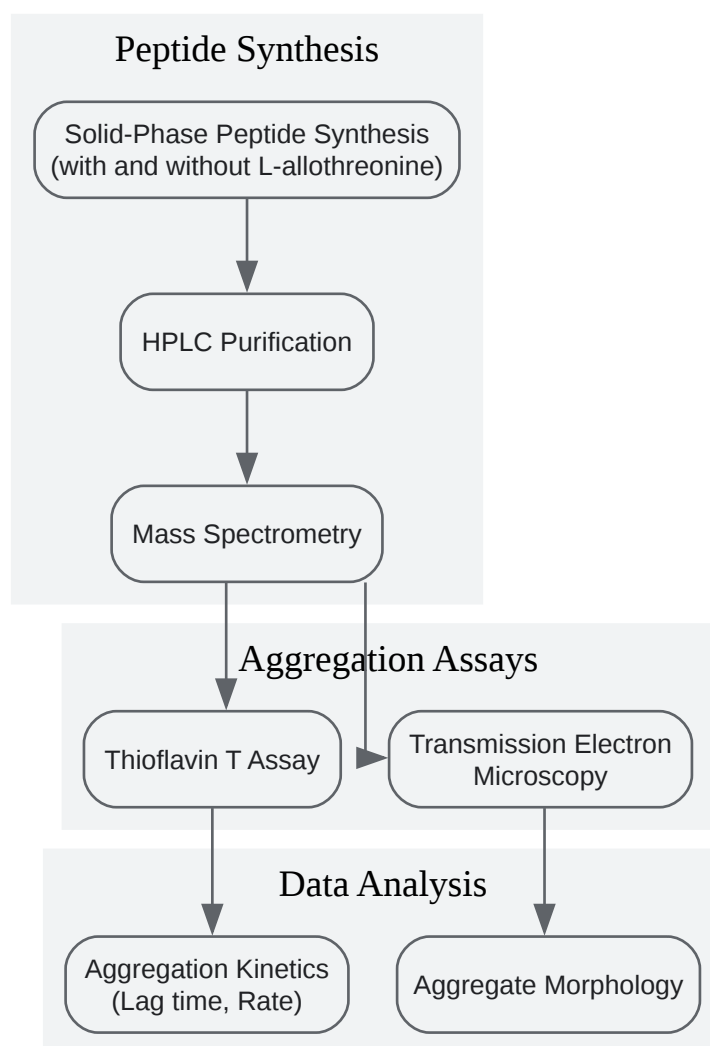 Peptide Synthesis
Solid-Phase Peptide Synthesis
(with and without L-allothreonine)
HPLC Purification
Mass Spectrometry
Aggregation Assays
Thioflavin T Assay
Transmission Electron
Microscopy
Data Analysis
Aggregation Kinetics
(Lag time, Rate)
Aggregate Morphology